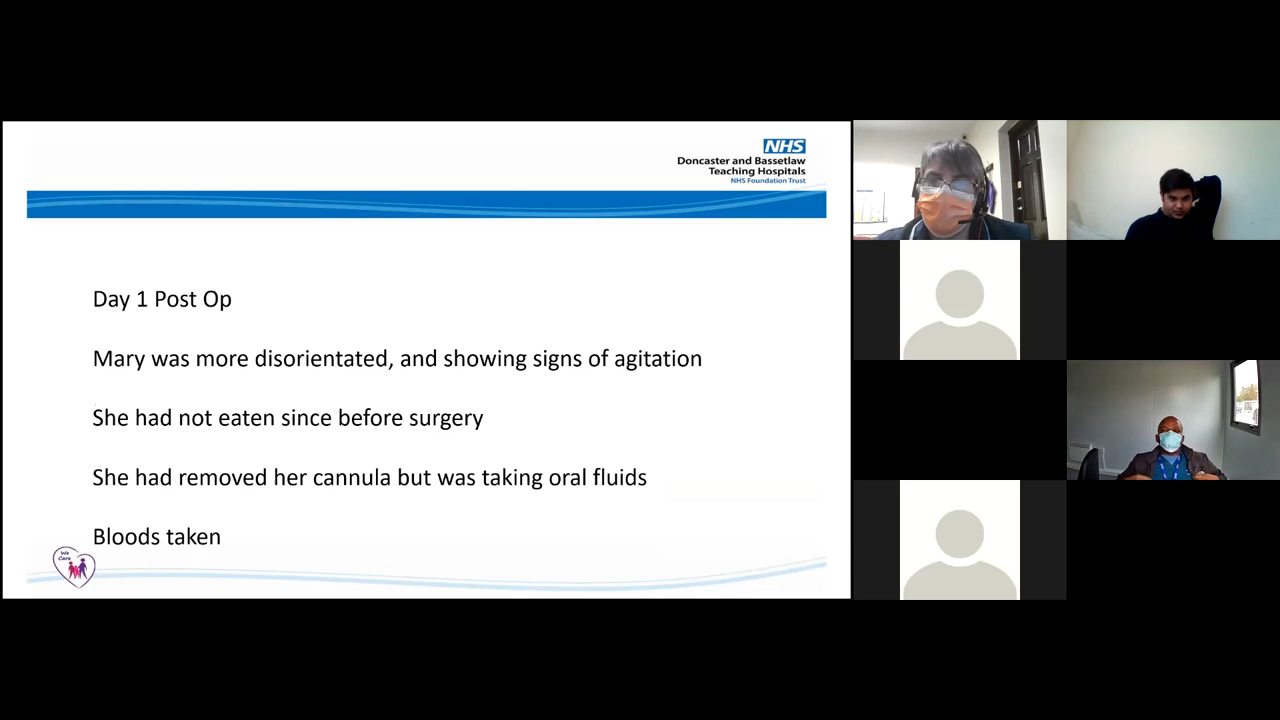 NHS
Doncaster and Bassetlaw
Teaching Hospitals
NHS Foundation Trust
Day 1 Post Op
Mary was more disorientated, and showing signs of agitation
She had not eaten since before surgery
She had removed her cannula but was taking oral fluids
Bloods taken
We
Care